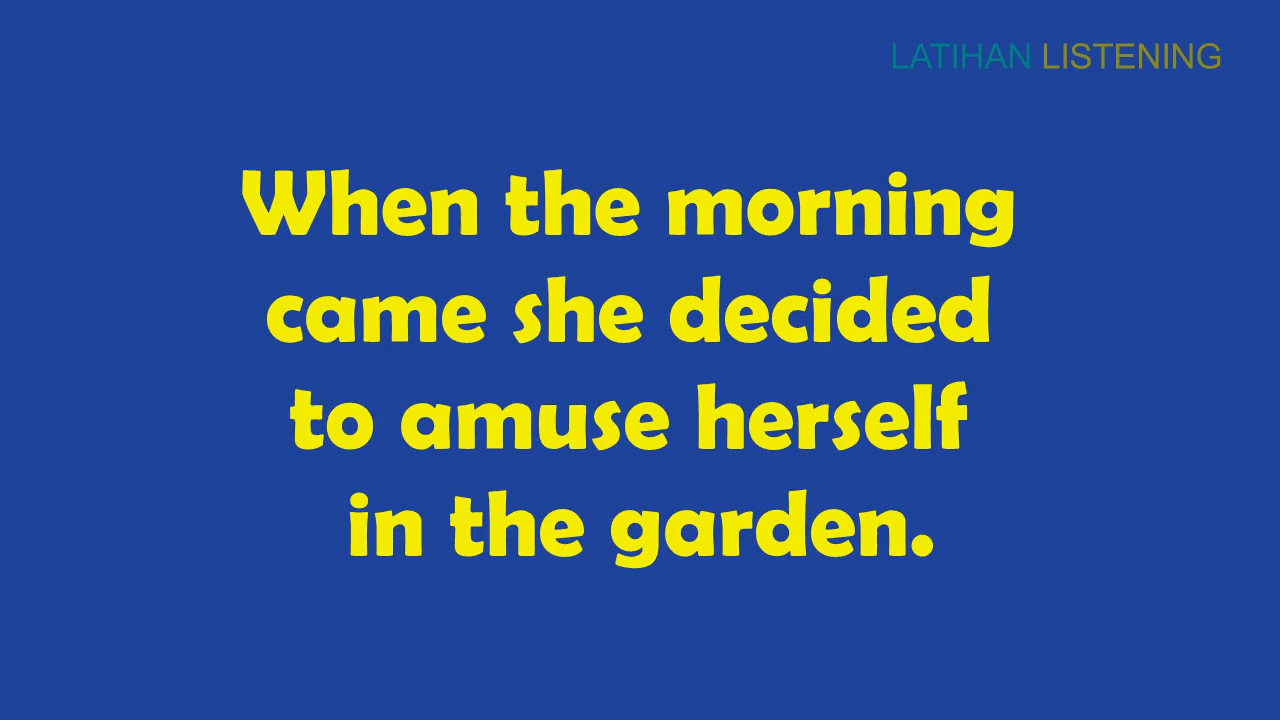 LATIHAN LISTENING
When the morning
came she decided
to amuse herself
in the garden.